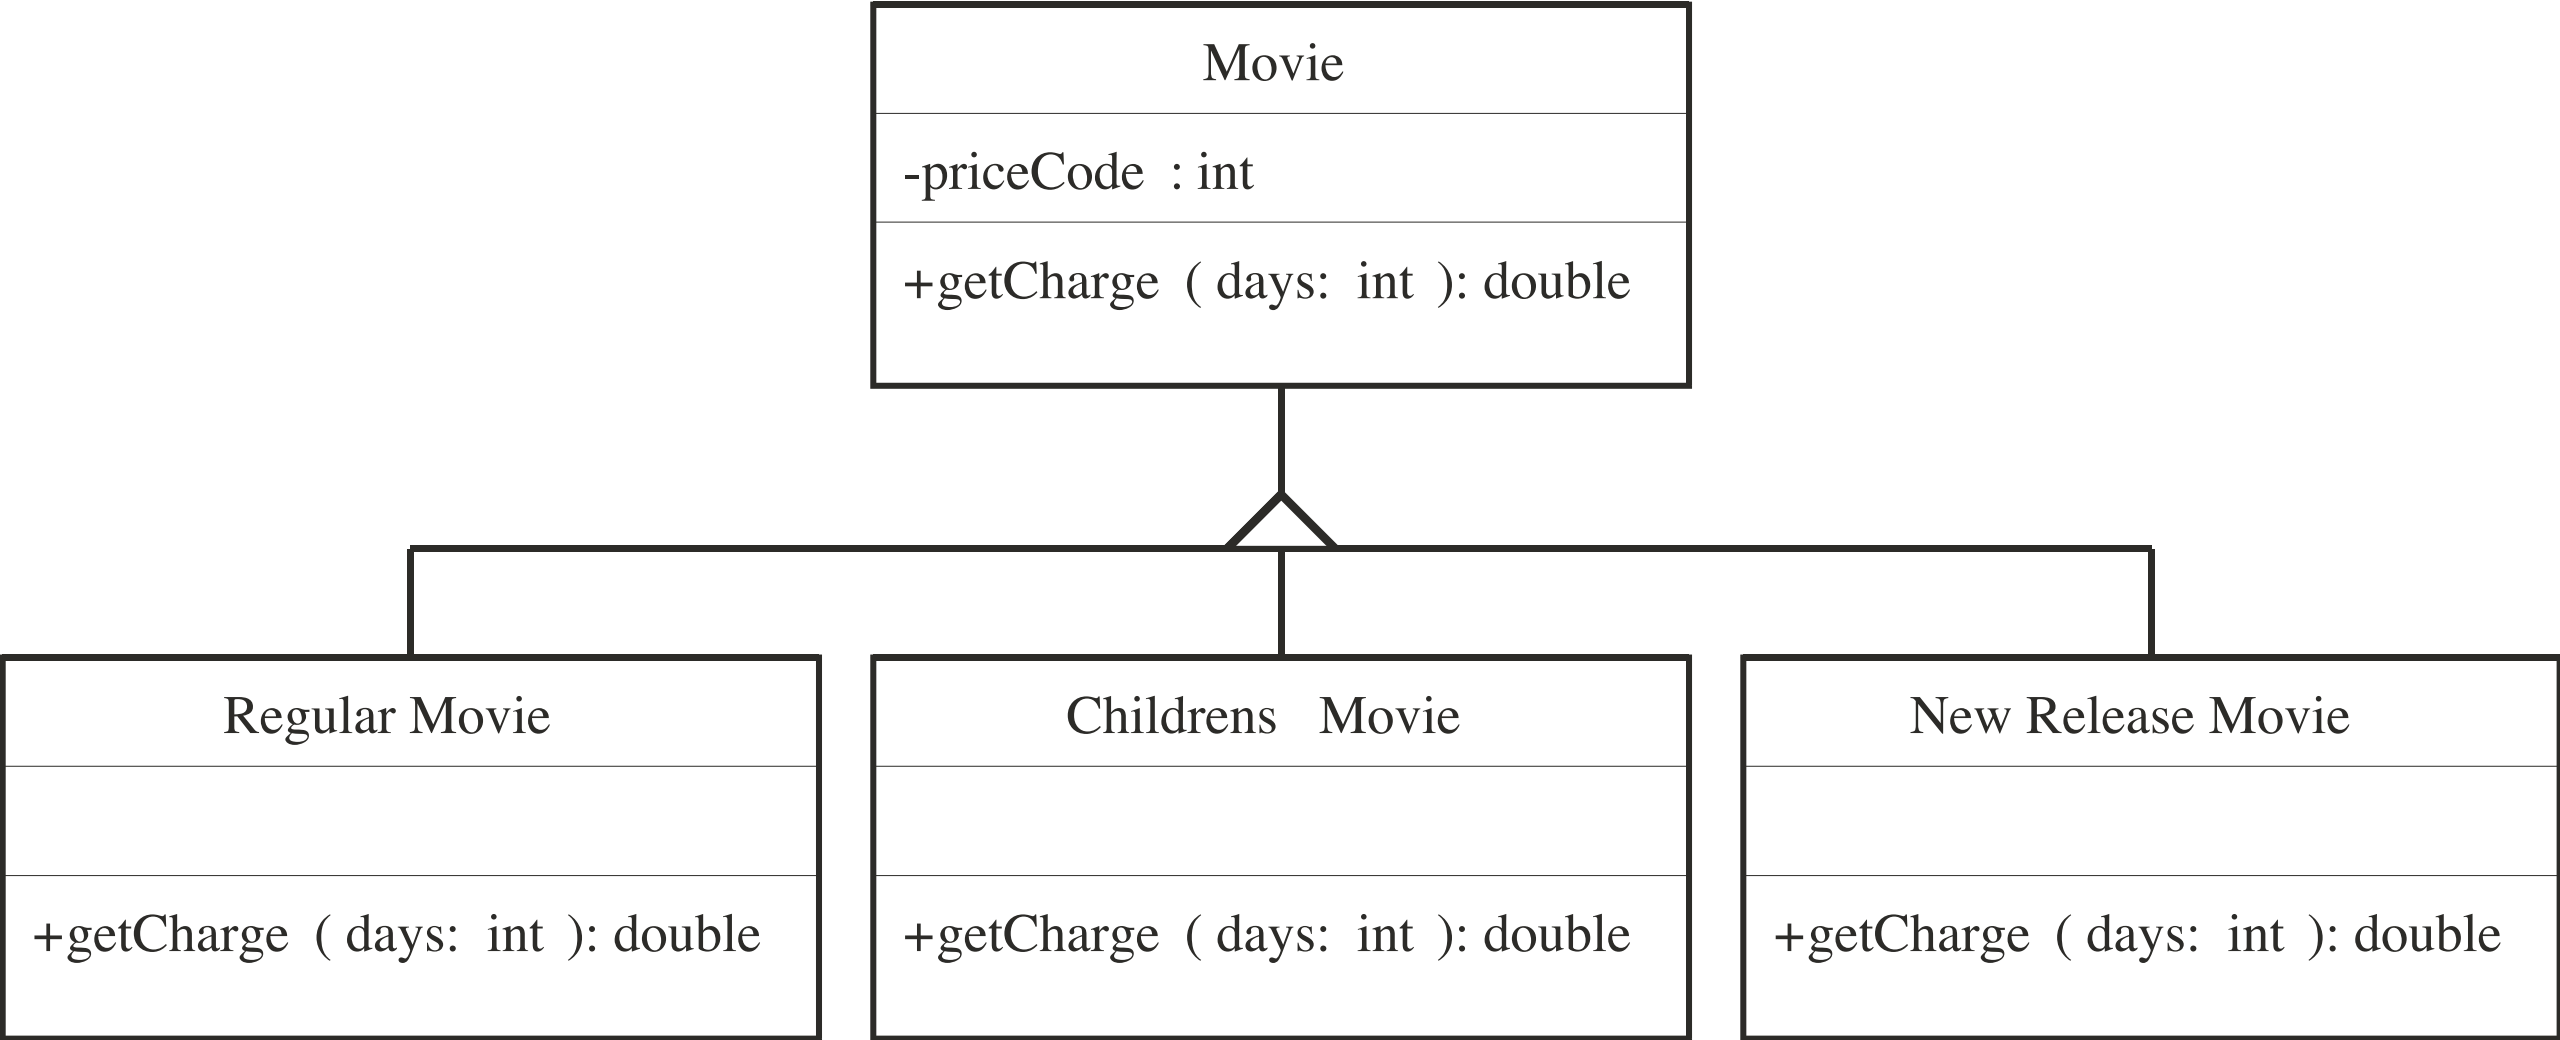 Movie
-priceCode : int
+getCharge ( days: int ): double
Regular Movie
+getCharge ( days: int ): double
Childrens Movie
+getCharge ( days: int ): double
New Release Movie
+getCharge ( days: int ): double